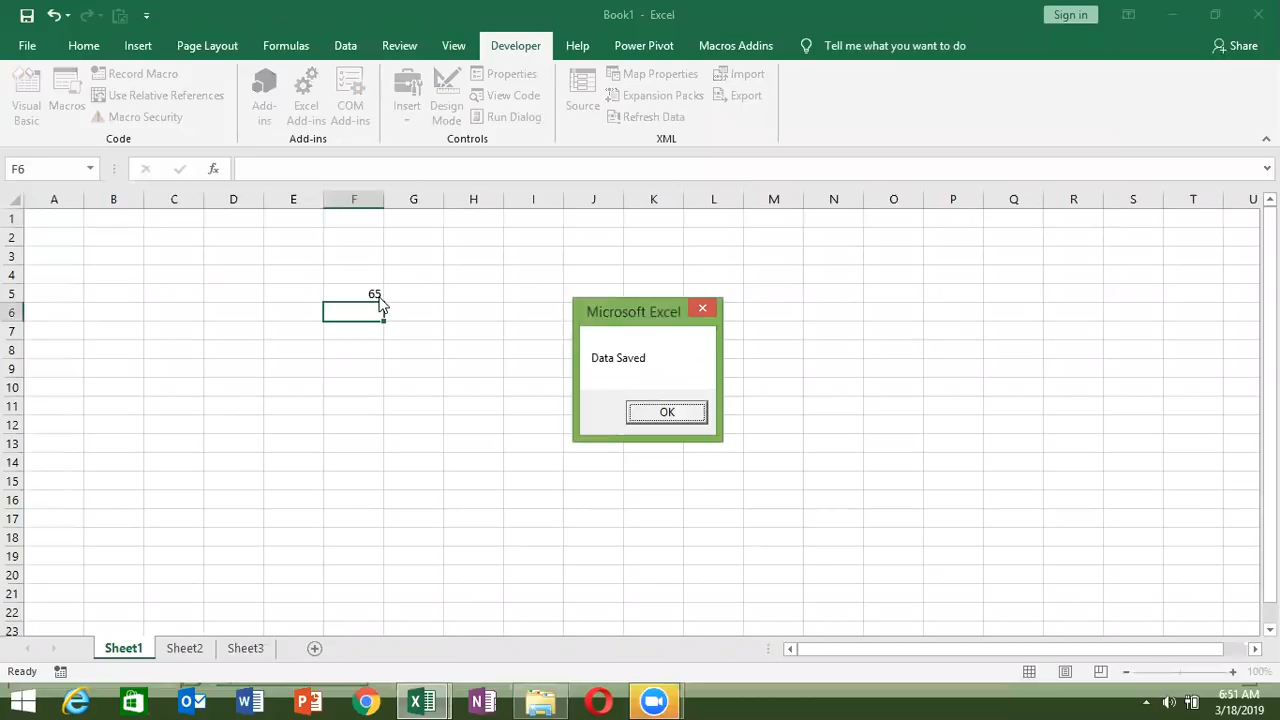 Book1 - Excel
Sign in
File Home Insert Page Layout Formulas Data Review View Developer Help Power Pivot Macros Addins Tell me what you want to do Share
Visual Basic
Macros
Record Macro
Use Relative References
Macro Security
Code
Add-ins
Excel Add-ins
COM Add-ins
Add-ins
Insert
Design Mode
Properties
View Code
Run Dialog
Controls
Source
Map Properties
Expansion Packs
Refresh Data
Import
Export
XML
F6
fx
A B C D E F G H I J K L M N O P Q R S T U
1
2
3
4
5 65
6
7
8
9
10
11
12
13
14
15
16
17
18
19
20
21
22
23
Microsoft Excel
Data Saved
OK
Sheet1 Sheet2 Sheet3
Ready
100%
6:51 AM
3/18/2019